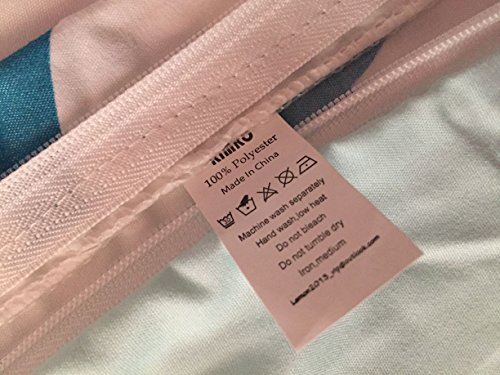 100% Polyester
Made in China
Machine wash separately
Hand wash,low heat
Do not bleach
Do not tumble dry
Iron,medium